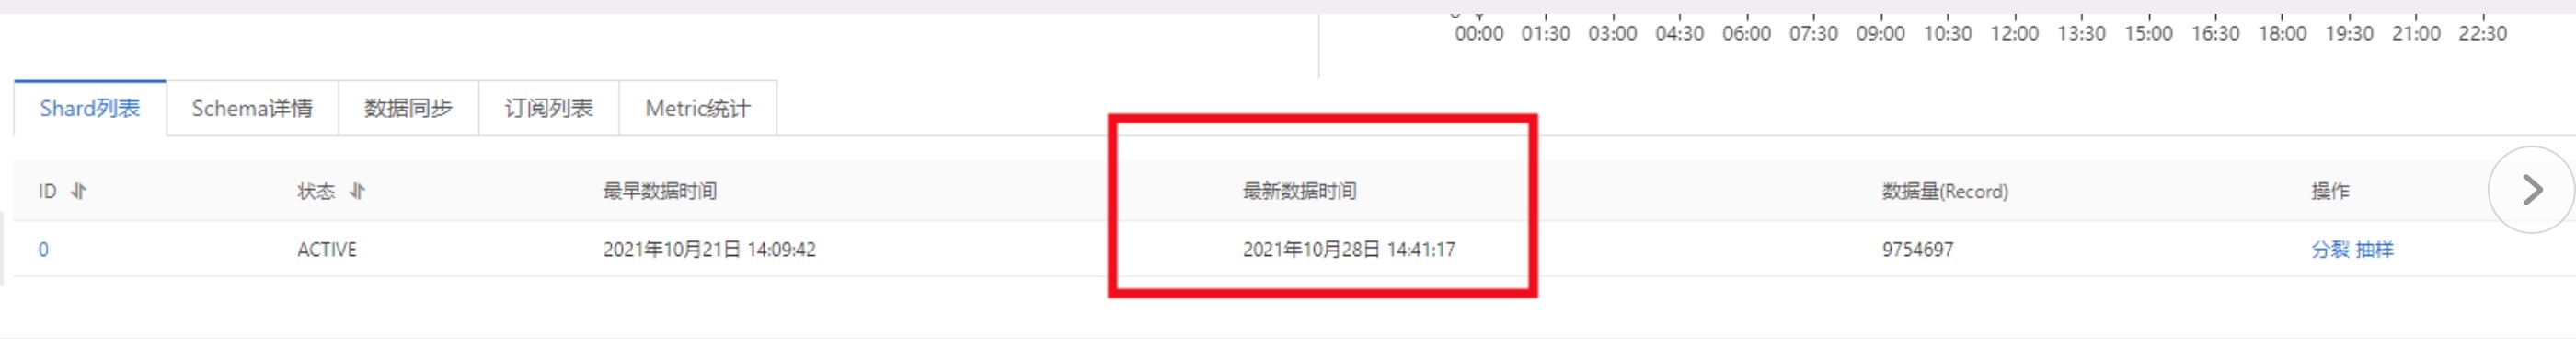 00:00 01:30 03:00 04:30 06:00 07:30 09:00 10:30 12:00 13:30 15:00 16:30 18:00 19:30 21:00 22:30
Shard列表 Schema详情 数据同步 订阅列表 Metric统计
ID 状态 最早数据时间 最新数据时间 数据量(Record) 操作
0 ACTIVE 2021年10月21日 14:09:42 2021年10月28日 14:41:17 9754697 分裂 抽样